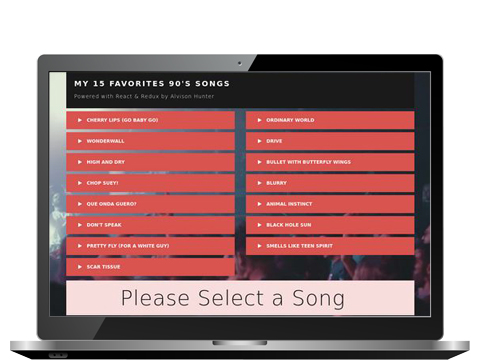 MY 15 FAVORITES 90'S SONGS
Powered with React & Redux by Alvison Hunter
CHERRY LIPS (GO BABY GO)
WONDERWALL
HIGH AND DRY
CHOP SUEY!
QUE ONDA GUERO?
DON'T SPEAK
PRETTY FLY (FOR A WHITE GUY)
SCAR TISSUE
ORDINARY WORLD
DRIVE
BULLET WITH BUTTERFLY WINGS
BLURRY
ANIMAL INSTINCT
BLACK HOLE SUN
SMELLS LIKE TEEN SPIRIT
Please Select a Song